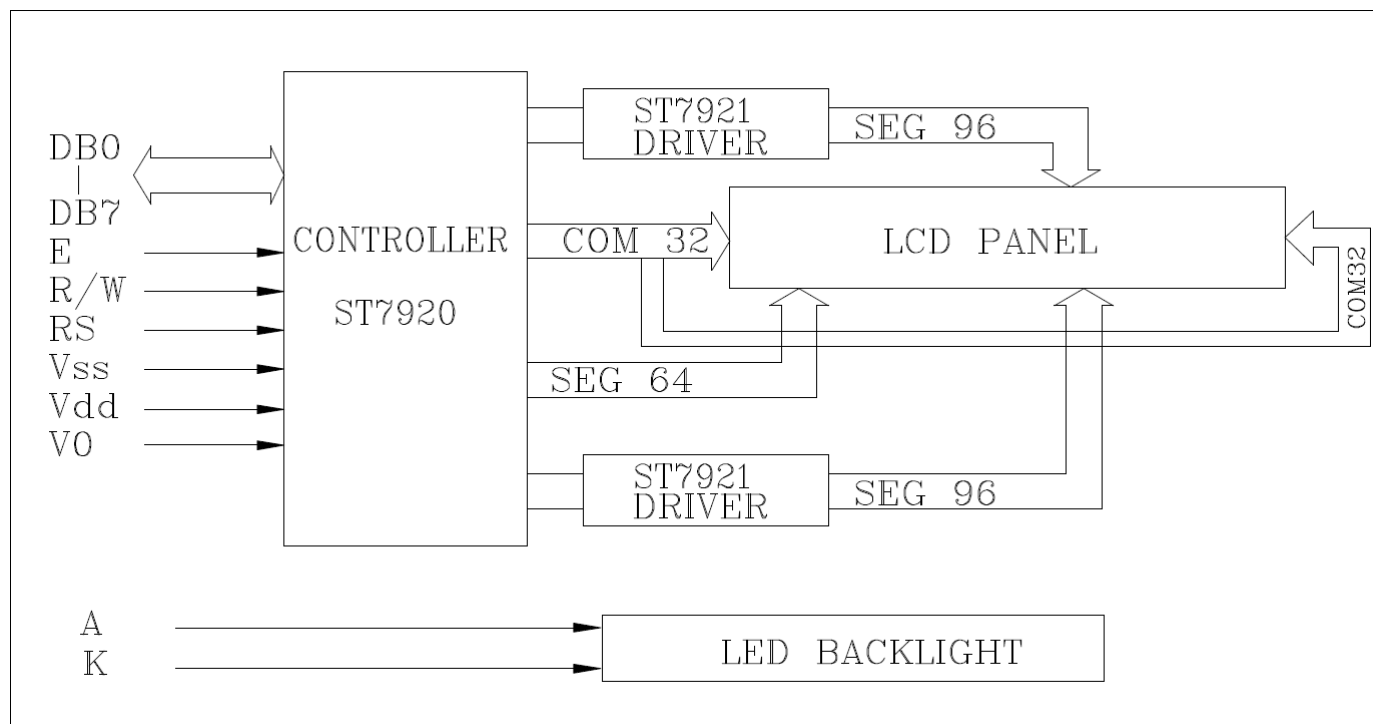 DB0
DB7
E
R/W
RS
Vss
Vdd
V0
CONTROLLER
ST7920
ST7921
DRIVER
SEG 96
COM 32
LCD PANEL
COM32
SEG 64
ST7921
DRIVER
SEG 96
A
K
LED BACKLIGHT